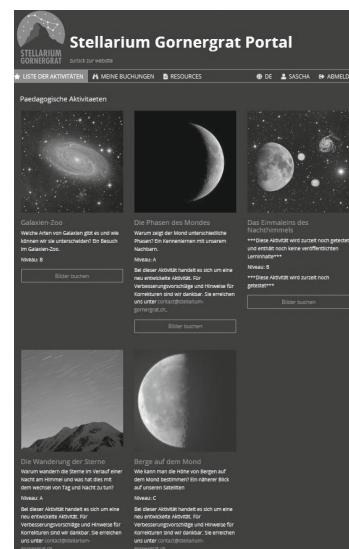 STELLARIUM
GORNERGRAT
Stellarium Gornergrat Portal
zurück zur website
LISTE DER AKTIVITÄTEN
MEINE BUCHUNGEN
RESOURCES
DE
SASCHA
ABMELD
Paedagogische Aktivitaeten
Galaxien-Zoo
Welche Arten von Galaxien gibt es und wie
können wir sie unterscheiden? Ein Besuch
im Galaxien-Zoo.
Niveau: B
Bilder buchen
Die Phasen des Mondes
Warum zeigt der Mond unterschiedliche
Phasen? Ein Kennenlernen mit unserem
Nachbarn.
Niveau: A
Bei dieser Aktivität handelt es sich um eine
neu entwickelte Aktivität. Für
Verbesserungsvorschläge und Hinweise für
Korrekturen sind wir dankbar. Sie erreichen
uns unter contact@stellarium-
gornergrat.ch.
Bilder buchen
Das Einmaleins des
Nachthimmels
***Diese Aktivität wird zurzeit noch getestet
und enthält noch keine veröffentlichten
Lerninhalte***
Niveau: B
***Diese Aktivität wird zurzeit noch
getestet***
Bilder buchen
Die Wanderung der Sterne
Warum wandern die Sterne im Verlauf einer
Nacht am Himmel und was hat dies mit
dem wechsel von Tag und Nacht zu tun?
Niveau: A
Bei dieser Aktivität handelt es sich um eine
neu entwickelte Aktivität. Für
Verbesserungsvorschläge und Hinweise für
Korrekturen sind wir dankbar. Sie erreichen
uns unter contact@stellarium-
Berge auf dem Mond
Wie kann man die Höhe von Bergen auf
dem Mond bestimmen? Ein näherer Blick
auf unseren Satelliten
Niveau: C
Bei dieser Aktivität handelt es sich um eine
neu entwickelte Aktivität. Für
Verbesserungsvorschläge und Hinweise für
Korrekturen sind wir dankbar. Sie erreichen
uns unter contact@stellarium-